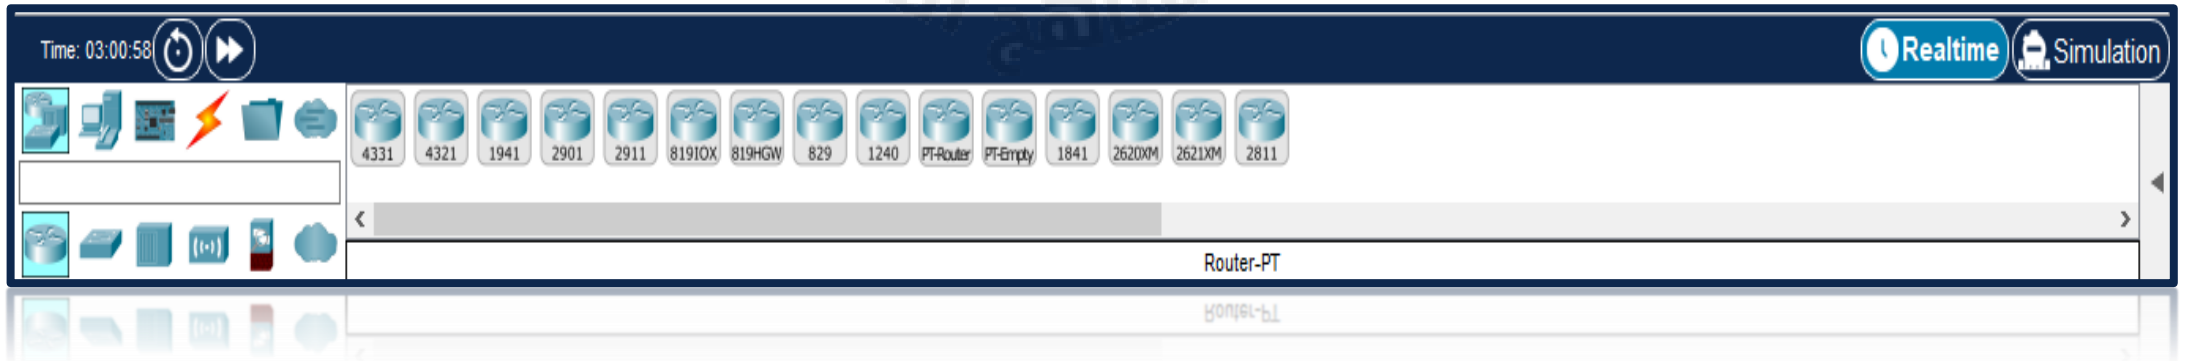 Time: 03:00:58
Realtime
Simulation
4331 4321 1941 2901 2911 819IOX 819HGW 829 1240 PT-Router PT-Empty 1841 2620XM 2621XM 2811
Router-PT